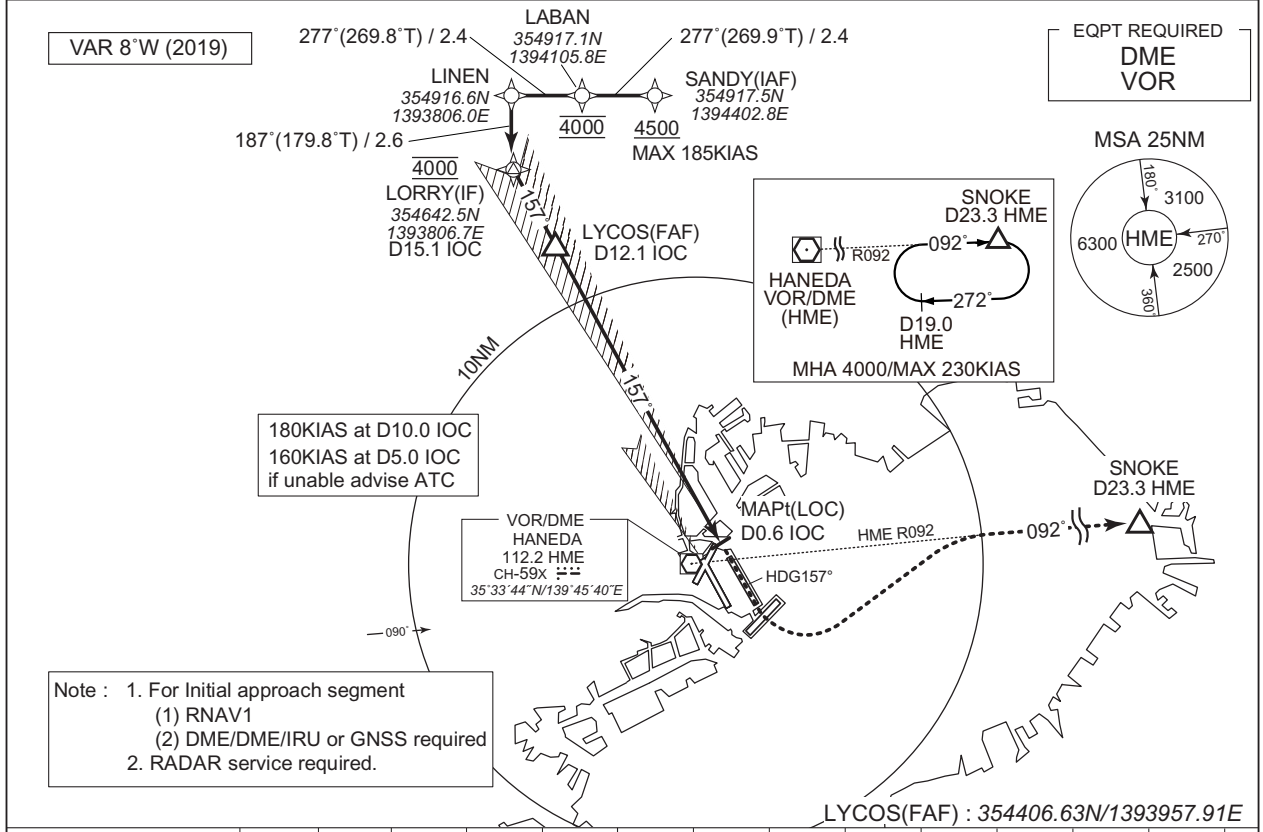 VAR 8°W (2019)
277°(269.8°T) / 2.4
LABAN
354917.1N
1394105.8E
277°(269.9°T) / 2.4
EQPT REQUIRED
DME
VOR
LINEN
354916.6N
1393806.0E
SANDY(IAF)
354917.5N
1394402.8E
4000
4500
MAX 185KIAS
187°(179.8°T) / 2.6
4000
LORRY(IF)
354642.5N
1393806.7E
D15.1 IOC
157°
LYCOS(FAF)
D12.1 IOC
MSA 25NM
180°
3100
6300
HME
270°
2500
360°
SNOKE
D23.3 HME
092°
R092
HANEDA
VOR/DME
(HME)
272°
D19.0
HME
MHA 4000/MAX 230KIAS
10NM
157°
180KIAS at D10.0 IOC
160KIAS at D5.0 IOC
if unable advise ATC
SNOKE
D23.3 HME
MAPt(LOC)
D0.6 IOC
HME R092
092°
VOR/DME
HANEDA
112.2 HME
CH-59X
35°33′44″N/139°45′40″E
HDG157°
090°
Note : 1. For Initial approach segment
(1) RNAV1
(2) DME/DME/IRU or GNSS required
2. RADAR service required.
LYCOS(FAF) : 354406.63N/1393957.91E